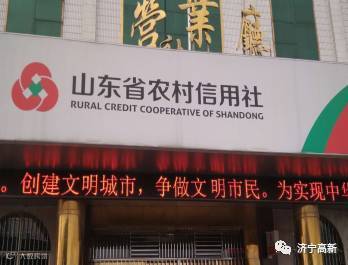 营业厅
山东省农村信用社
RURAL CREDIT COOPERATIVE OF SHANDONG
。创建文明城市，争做文明市民。为实现中华
济宁高新